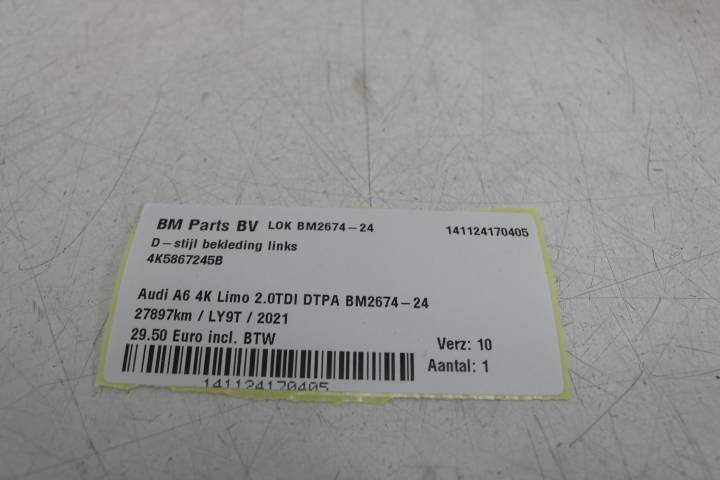 BM Parts BV LOK BM2674-24 141124170405
D-stijl bekleding links
4K5867245B
Audi A6 4K Limo 2.0TDI DTPA BM2674-24
27897km / LY9T / 2021
29.50 Euro incl. BTW Verz: 10
Aantal: 1
141124170405